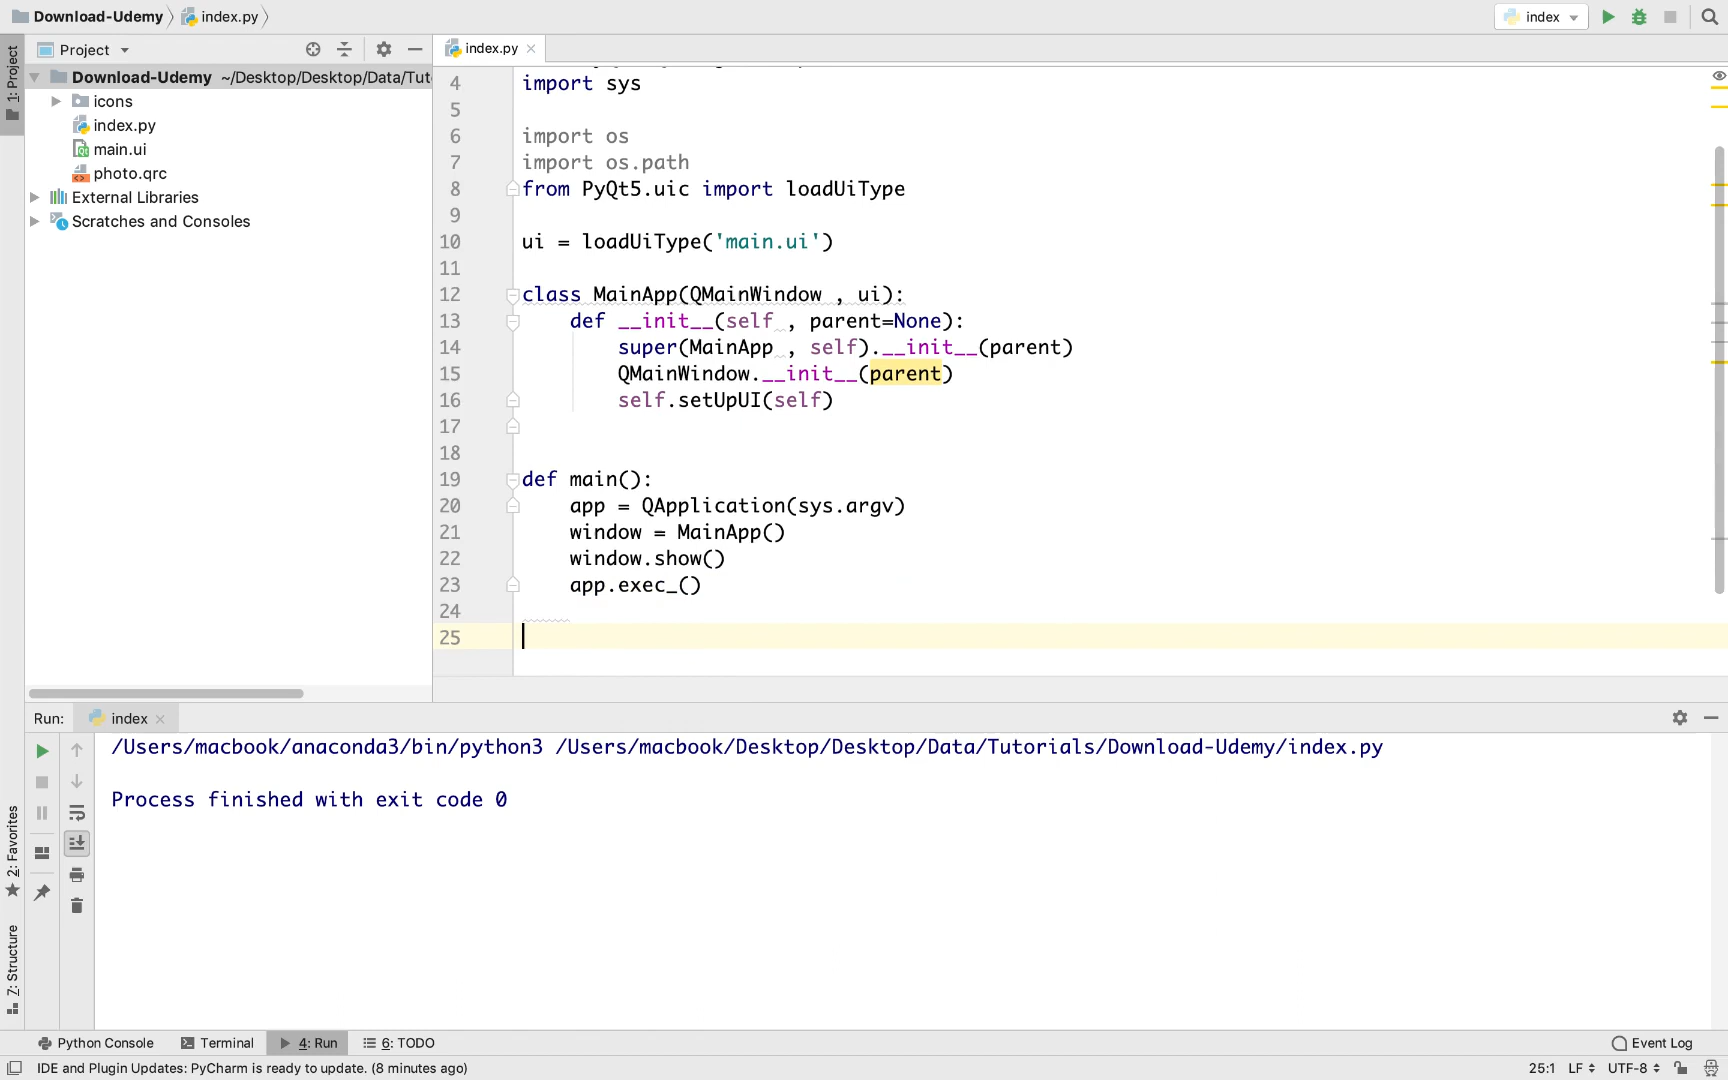 Download-Udemy index.py
index
1: Project
Project
index.py
Download-Udemy ~/Desktop/Desktop/Data/Tut
icons
index.py
main.ui
photo.qrc
External Libraries
Scratches and Consoles
4 import sys
5
6 import os
7 import os.path
8 from PyQt5.uic import loadUiType
9
10 ui = loadUiType('main.ui')
11
12 class MainApp(QMainWindow , ui):
13 def __init__(self , parent=None):
14 super(MainApp , self).__init__(parent)
15 QMainWindow.__init__(parent)
16 self.setUpUI(self)
17
18
19 def main():
20 app = QApplication(sys.argv)
21 window = MainApp()
22 window.show()
23 app.exec_()
24
25
Run: index
/Users/macbook/anaconda3/bin/python3 /Users/macbook/Desktop/Desktop/Data/Tutorials/Download-Udemy/index.py
Process finished with exit code 0
2: Favorites
7: Structure
Python Console Terminal 4: Run 6: TODO Event Log
IDE and Plugin Updates: PyCharm is ready to update. (8 minutes ago) 25:1 LF UTF-8